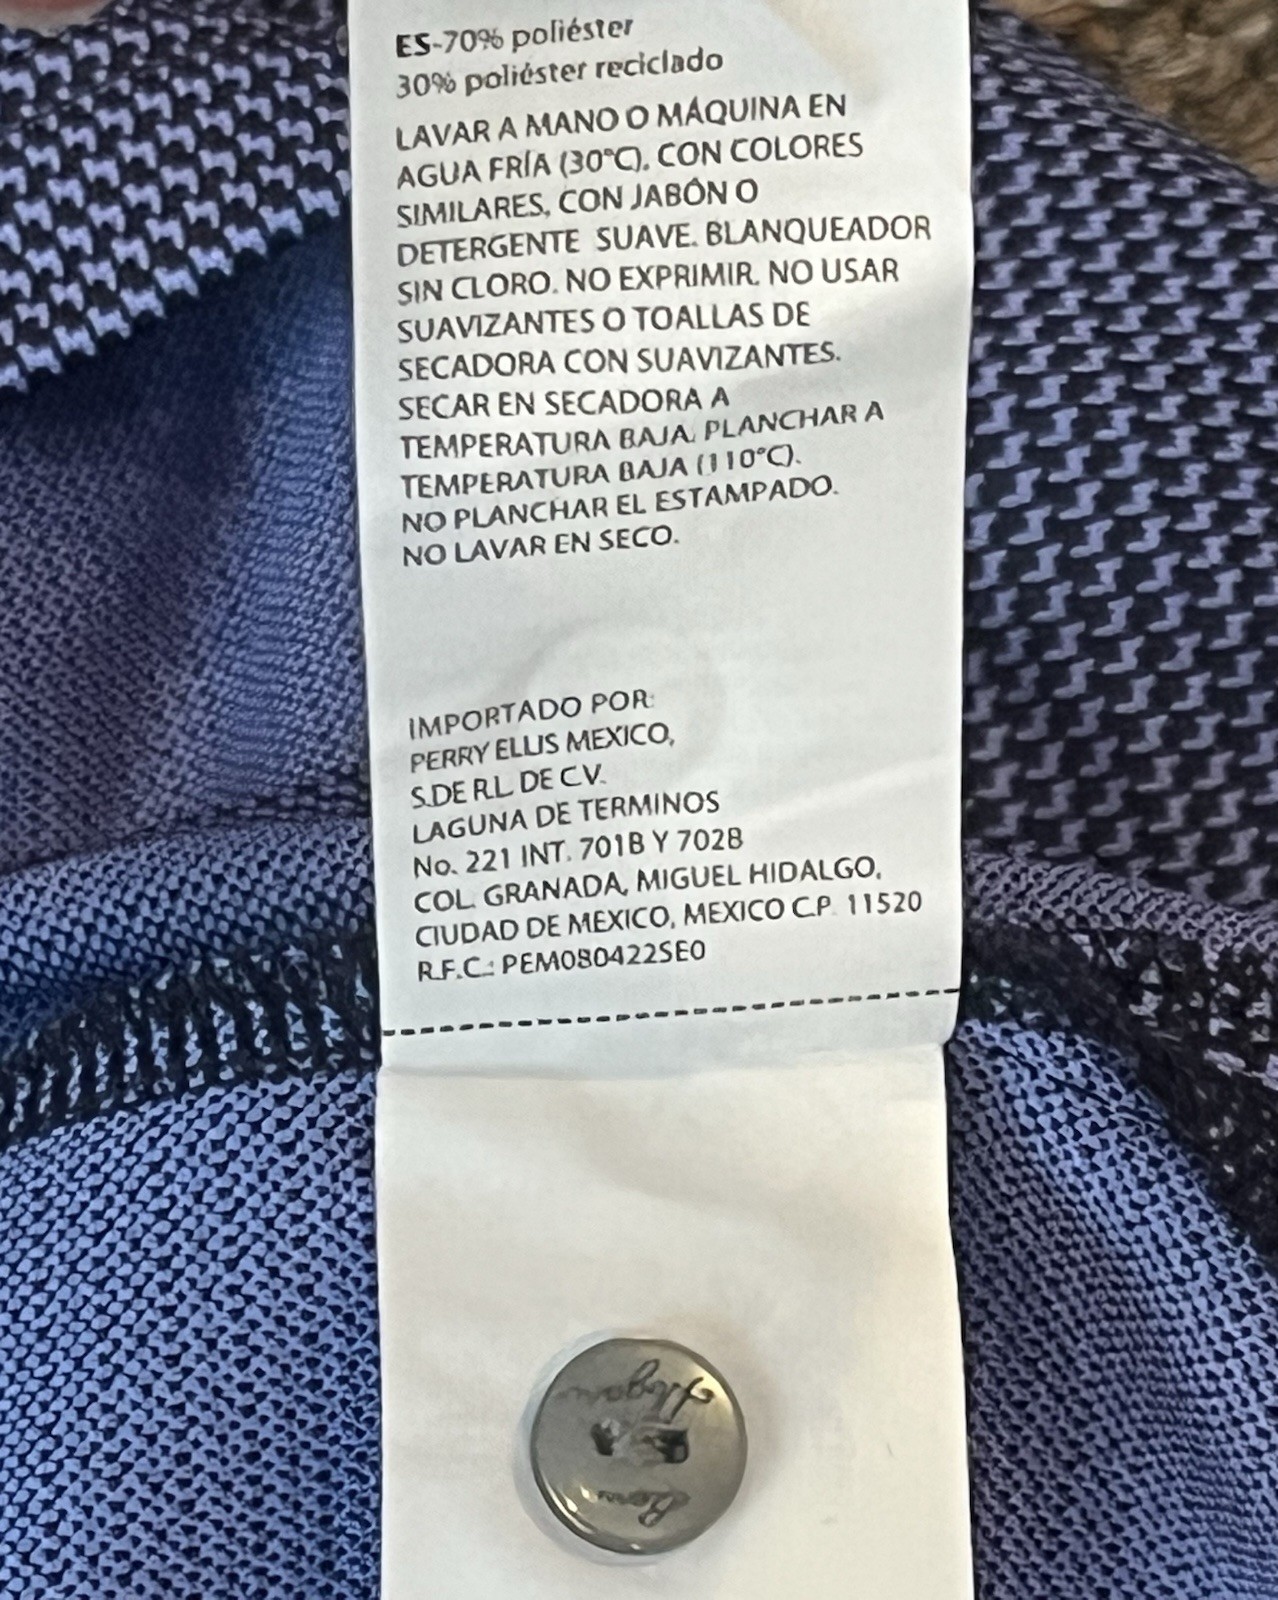 ES-70% poliéster
30% poliéster reciclado
LAVAR A MANO O MÁQUINA EN
AGUA FRÍA (30°C), CON COLORES
SIMILARES, CON JABÓN O
DETERGENTE SUAVE. BLANQUEADOR
SIN CLORO. NO EXPRIMIR. NO USAR
SUAVIZANTES O TOALLAS DE
SECADORA CON SUAVIZANTES.
SECAR EN SECADORA A
TEMPERATURA BAJA. PLANCHAR A
TEMPERATURA BAJA (110°C).
NO PLANCHAR EL ESTAMPADO.
NO LAVAR EN SECO.
IMPORTADO POR:
PERRY ELLIS MEXICO,
S.DE R.L. DE C.V.
LAGUNA DE TERMINOS
No. 221 INT. 701B Y 702B
COL. GRANADA, MIGUEL HIDALGO,
CIUDAD DE MEXICO, MEXICO C.P. 11520
R.F.C.: PEM080422SE0